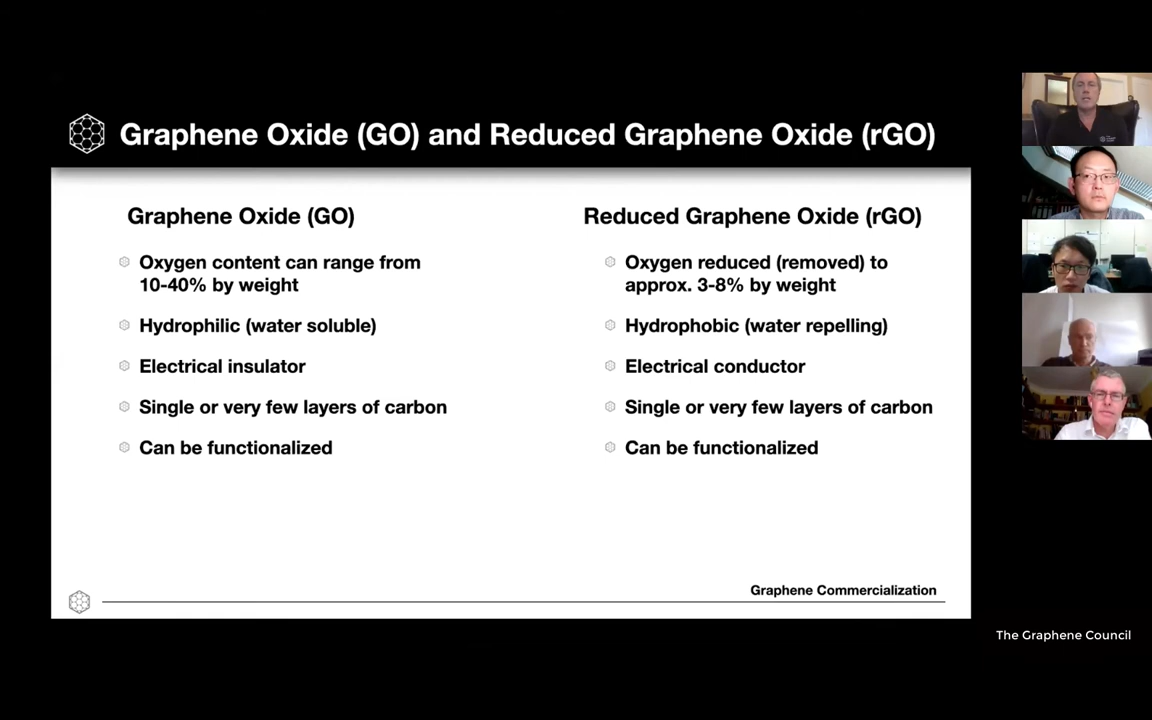 Graphene Oxide (GO) and Reduced Graphene Oxide (rGO)
Graphene Oxide (GO)
Oxygen content can range from
10-40% by weight
Hydrophilic (water soluble)
Electrical insulator
Single or very few layers of carbon
Can be functionalized
Reduced Graphene Oxide (rGO)
Oxygen reduced (removed) to
approx. 3-8% by weight
Hydrophobic (water repelling)
Electrical conductor
Single or very few layers of carbon
Can be functionalized
Graphene Commercialization
The Graphene Council